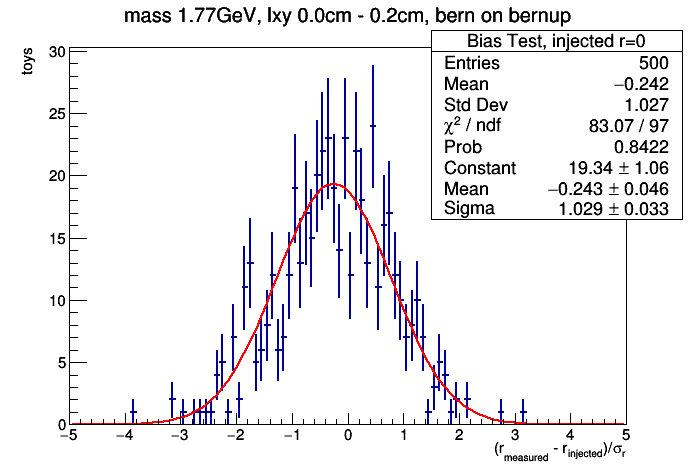 mass 1.77GeV, lxy 0.0cm - 0.2cm, bern on bernup
Bias Test, injected r=0
Entries 500
Mean −0.242
Std Dev 1.027
χ² / ndf 83.07 / 97
Prob 0.8422
Constant 19.34 ± 1.06
Mean −0.243 ± 0.046
Sigma 1.029 ± 0.033
toys
30
25
20
15
10
5
0
−5 −4 −3 −2 −1 0 1 2 3 4 5
(r_measured - r_injected)/σ_r